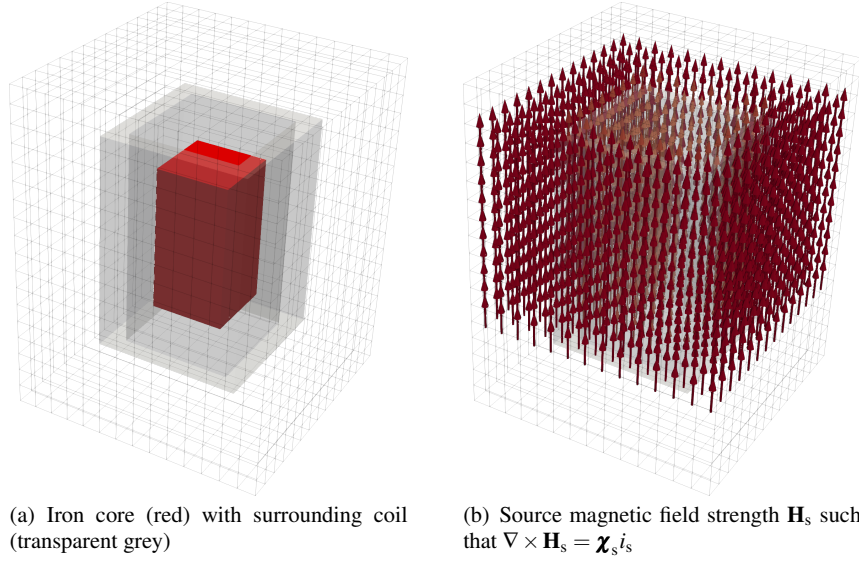 (a) Iron core (red) with surrounding coil
(transparent grey)
(b) Source magnetic field strength 𝐇ₛ such
that ∇ × 𝐇ₛ = 𝛘ₛiₛ